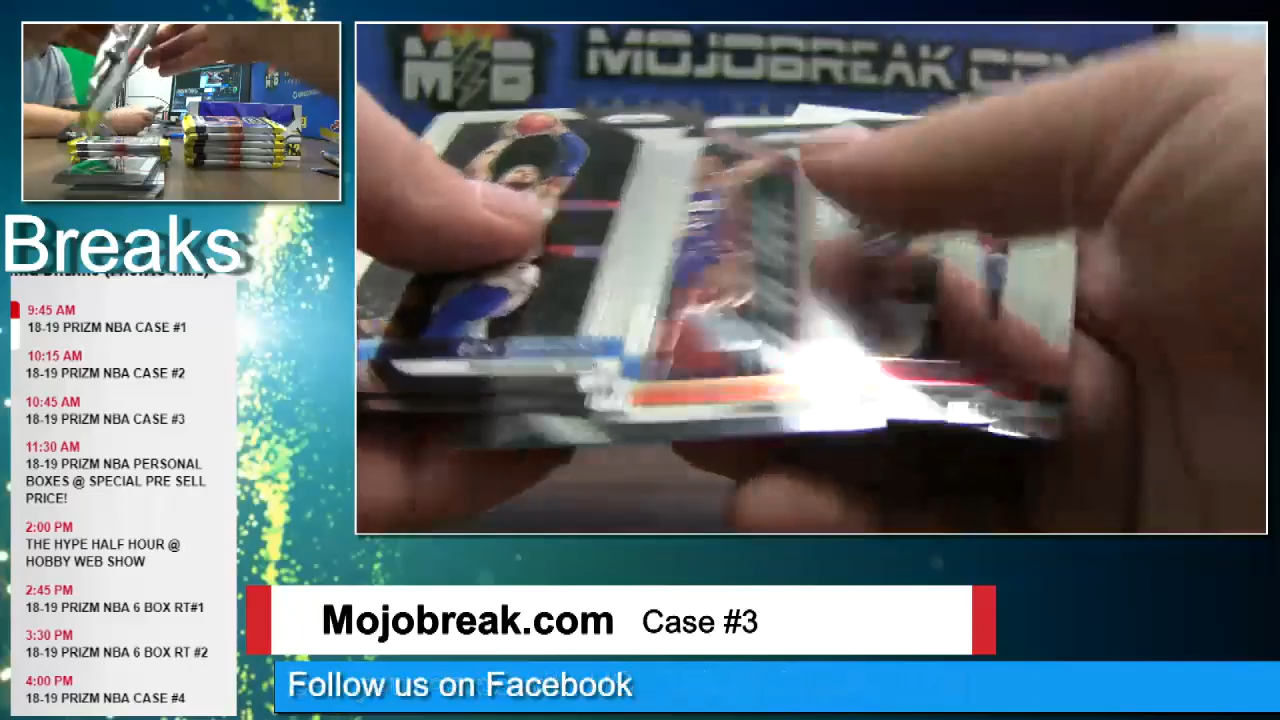 MB
MOJOBREAK.COM
Breaks
9:45 AM
18-19 PRIZM NBA CASE #1
10:15 AM
18-19 PRIZM NBA CASE #2
10:45 AM
18-19 PRIZM NBA CASE #3
11:30 AM
18-19 PRIZM NBA PERSONAL
BOXES @ SPECIAL PRE SELL
PRICE!
2:00 PM
THE HYPE HALF HOUR @
HOBBY WEB SHOW
2:45 PM
18-19 PRIZM NBA 6 BOX RT#1
3:30 PM
18-19 PRIZM NBA 6 BOX RT #2
4:00 PM
18-19 PRIZM NBA CASE #4
Mojobreak.com Case #3
Follow us on Facebook